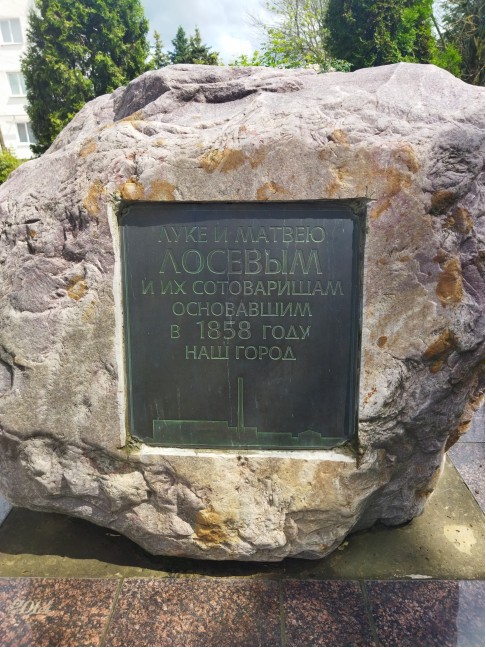 ЛУКЕ И МАТВЕЮ
ЛОСЕВЫМ
И ИХ СОТОВАРИЩАМ
ОСНОВАВШИМ
В 1858 ГОДУ
НАШ ГОРОД